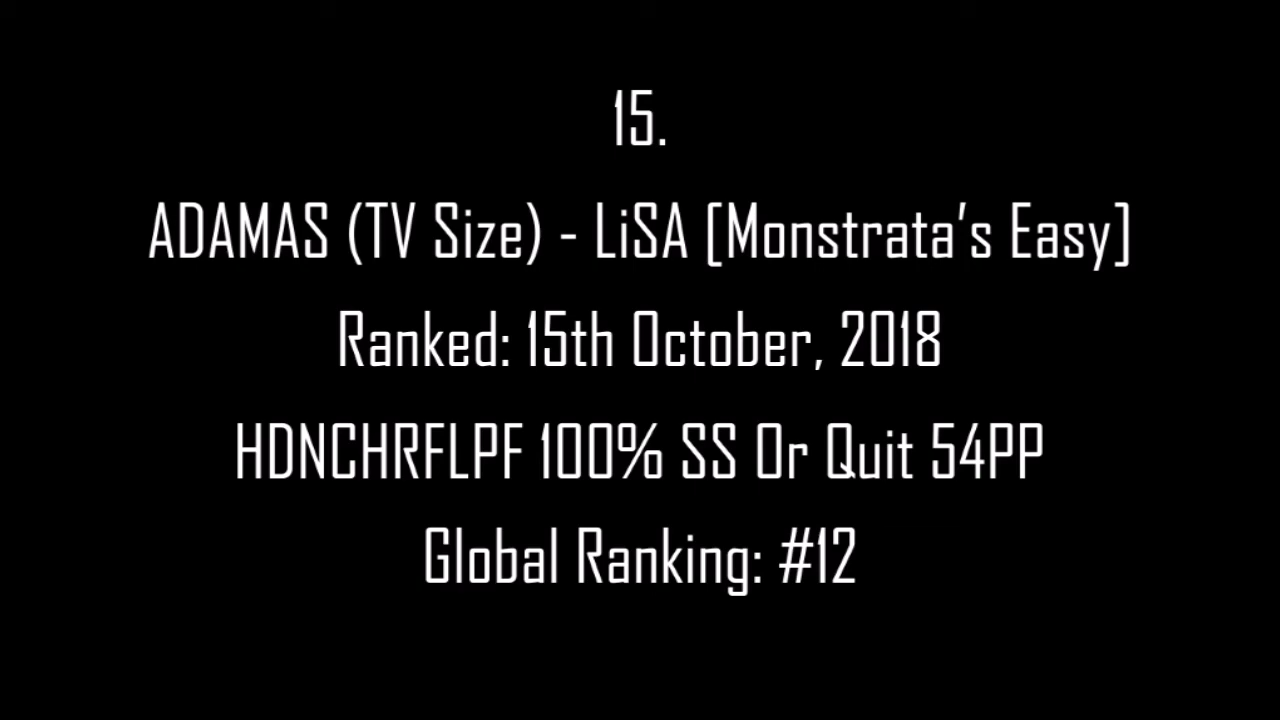 15.
ADAMAS (TV Size) - LiSA [Monstrata's Easy]
Ranked: 15th October, 2018
HDNCHRFLPF 100% SS Or Quit 54PP
Global Ranking: #12